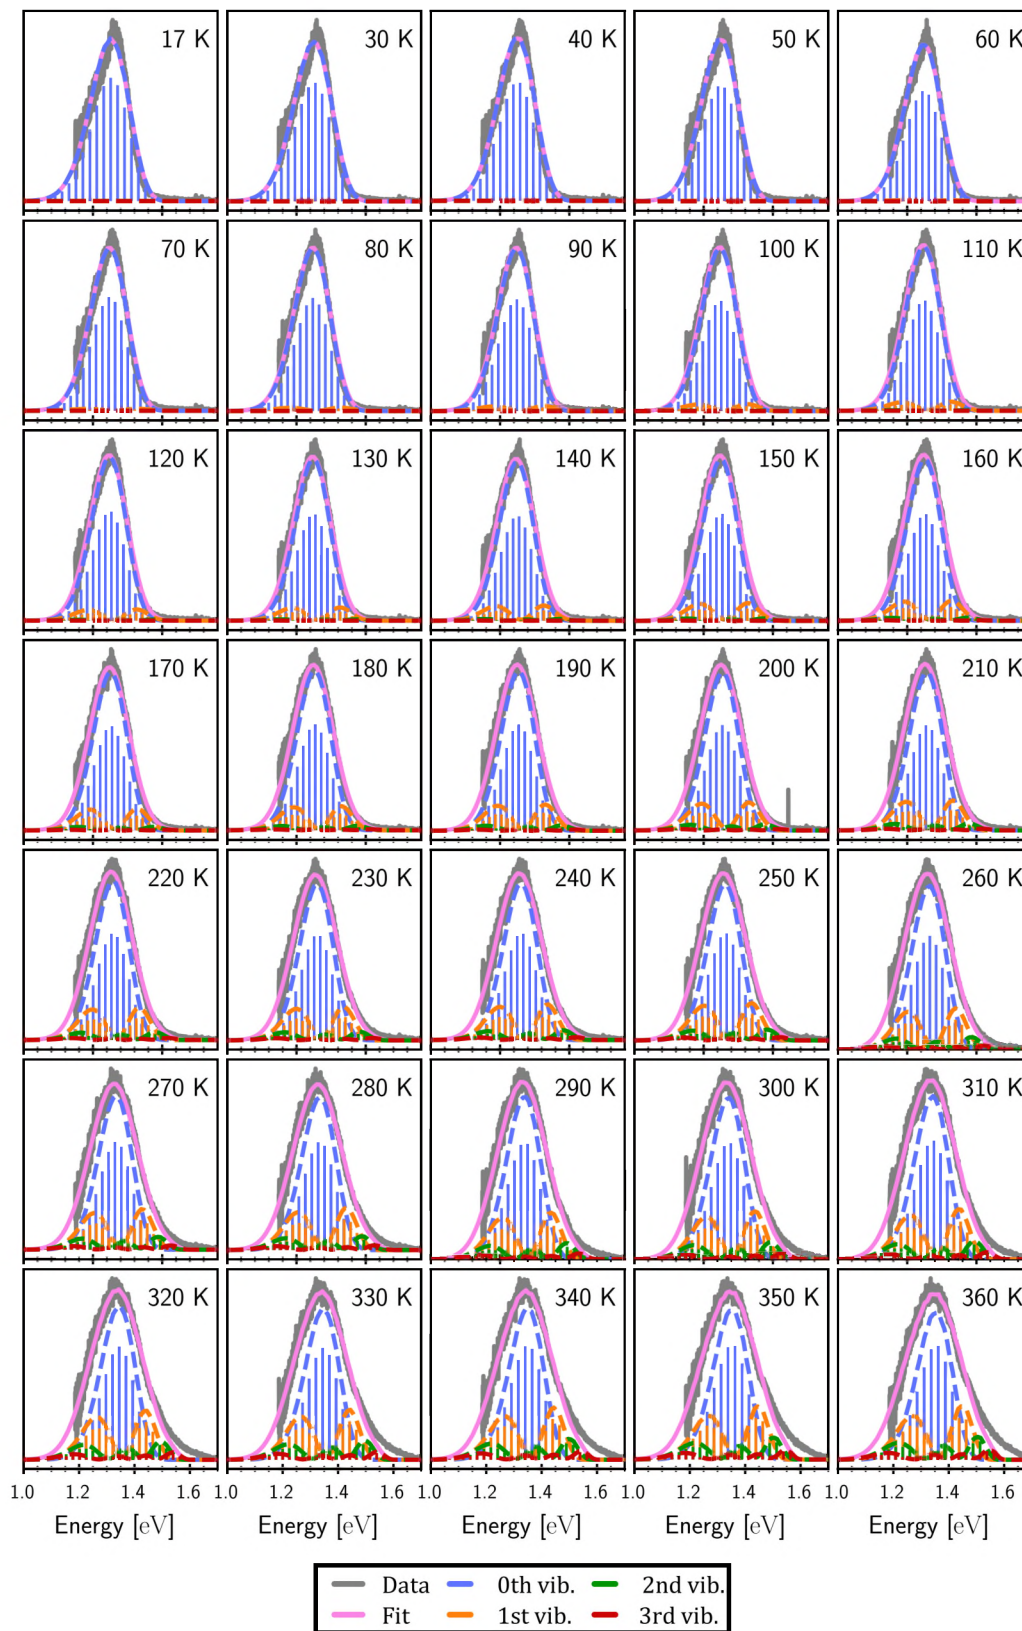 17 K 30 K 40 K 50 K 60 K
70 K 80 K 90 K 100 K 110 K
120 K 130 K 140 K 150 K 160 K
170 K 180 K 190 K 200 K 210 K
220 K 230 K 240 K 250 K 260 K
270 K 280 K 290 K 300 K 310 K
320 K 330 K 340 K 350 K 360 K
1.0 1.2 1.4 1.6 1.0 1.2 1.4 1.6 1.0 1.2 1.4 1.6 1.0 1.2 1.4 1.6 1.0 1.2 1.4 1.6
Energy [eV] Energy [eV] Energy [eV] Energy [eV] Energy [eV]
Data 0th vib. 2nd vib.
Fit 1st vib. 3rd vib.